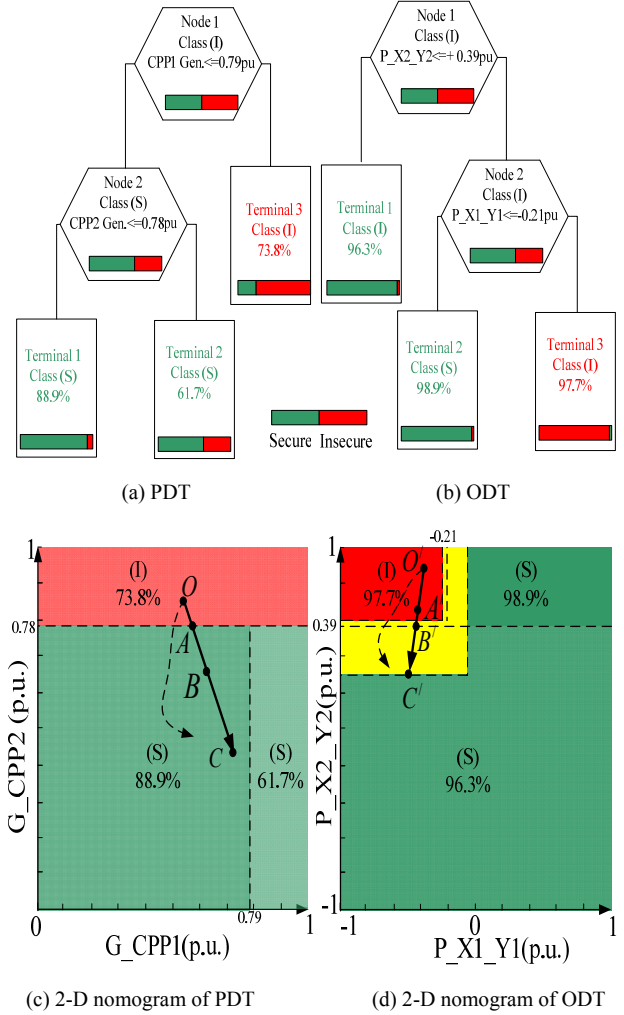 Node 1
Class (I)
CPP1 Gen.<=0.79pu
Node 2
Class (S)
CPP2 Gen.<=0.78pu
Terminal 3
Class (I)
73.8%
Terminal 1
Class (S)
88.9%
Terminal 2
Class (S)
61.7%
Node 1
Class (I)
P_X2_Y2<=+ 0.39pu
Terminal 1
Class (I)
96.3%
Node 2
Class (I)
P_X1_Y1<=-0.21pu
Terminal 2
Class (S)
98.9%
Terminal 3
Class (I)
97.7%
Secure Insecure
(a) PDT
(b) ODT
1
(I)
73.8%
O
0.78
A
B
C
(S)
88.9%
(S)
61.7%
G_CPP2 (p.u.)
0
0.79
1
G_CPP1(p.u.)
1
-0.21
O/
(I)
97.7%
A/
(S)
98.9%
0.39
B/
C/
(S)
96.3%
P_X2_Y2(p.u.)
-1
-1
0
1
P_X1_Y1(p.u.)
(c) 2-D nomogram of PDT
(d) 2-D nomogram of ODT